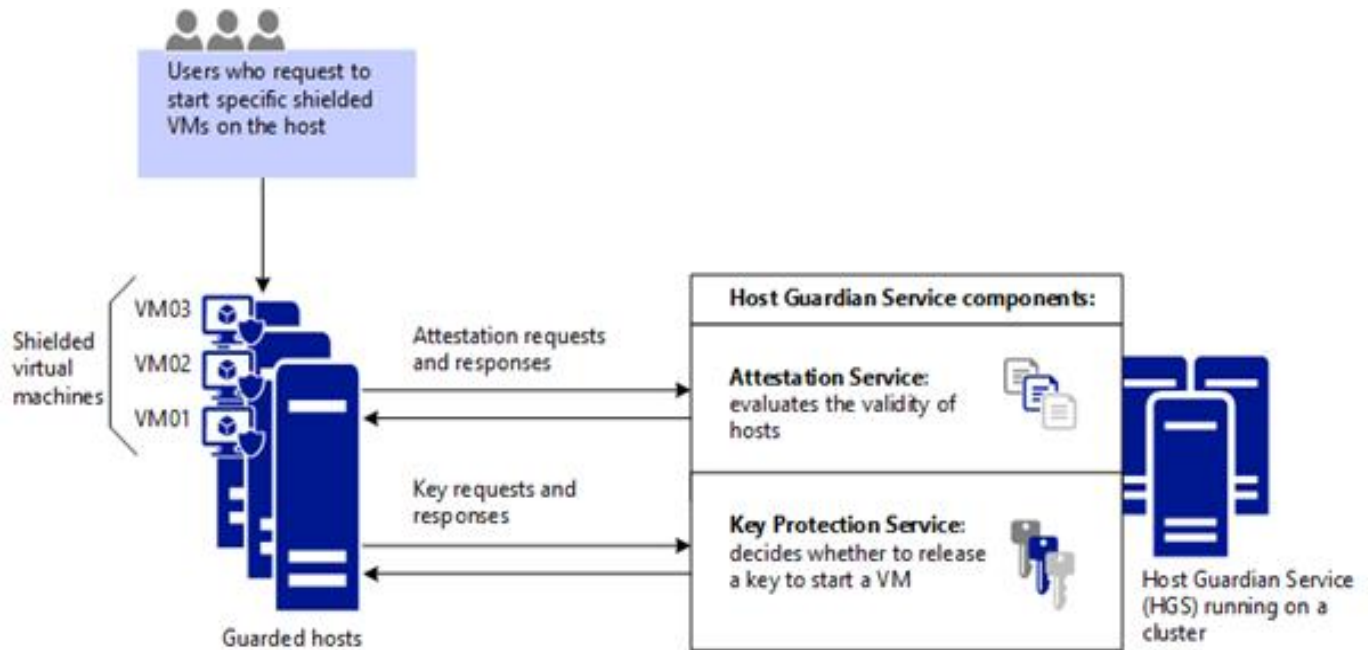 Users who request to
start specific shielded
VMs on the host
Shielded
virtual
machines
VM03
VM02
VM01
Guarded hosts
Attestation requests
and responses
Key requests and
responses
Host Guardian Service components:
Attestation Service:
evaluates the validity of
hosts
Key Protection Service:
decides whether to release
a key to start a VM
Host Guardian Service
(HGS) running on a
cluster